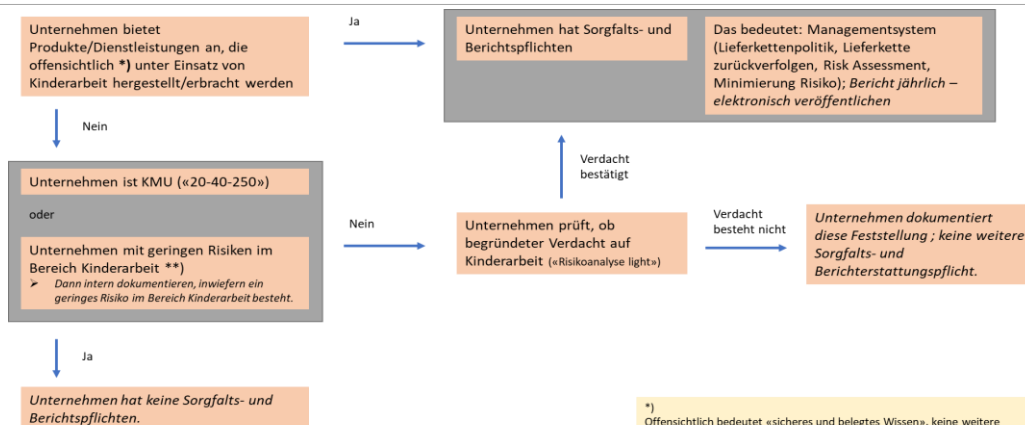 Unternehmen bietet
Produkte/Dienstleistungen an, die
offensichtlich *) unter Einsatz von
Kinderarbeit hergestellt/erbracht werden
Ja
Unternehmen hat Sorgfalts- und
Berichtspflichten
Das bedeutet: Managementsystem
(Lieferkettenpolitik, Lieferkette
zurückverfolgen, Risk Assessment,
Minimierung Risiko); Bericht jährlich –
elektronisch veröffentlichen
Nein
Verdacht
bestätigt
Unternehmen ist KMU («20-40-250»)
oder
Unternehmen mit geringen Risiken im
Bereich Kinderarbeit **)
➢ Dann intern dokumentieren, inwiefern ein
geringes Risiko im Bereich Kinderarbeit besteht.
Nein
Unternehmen prüft, ob
begründeter Verdacht auf
Kinderarbeit («Risikoanalyse light»)
Verdacht
besteht nicht
Unternehmen dokumentiert
diese Feststellung ; keine weitere
Sorgfalts- und
Berichterstattungspflicht.
Ja
Unternehmen hat keine Sorgfalts- und
Berichtspflichten.
*)
Offensichtlich bedeutet «sicheres und belegtes Wissen», keine weitere